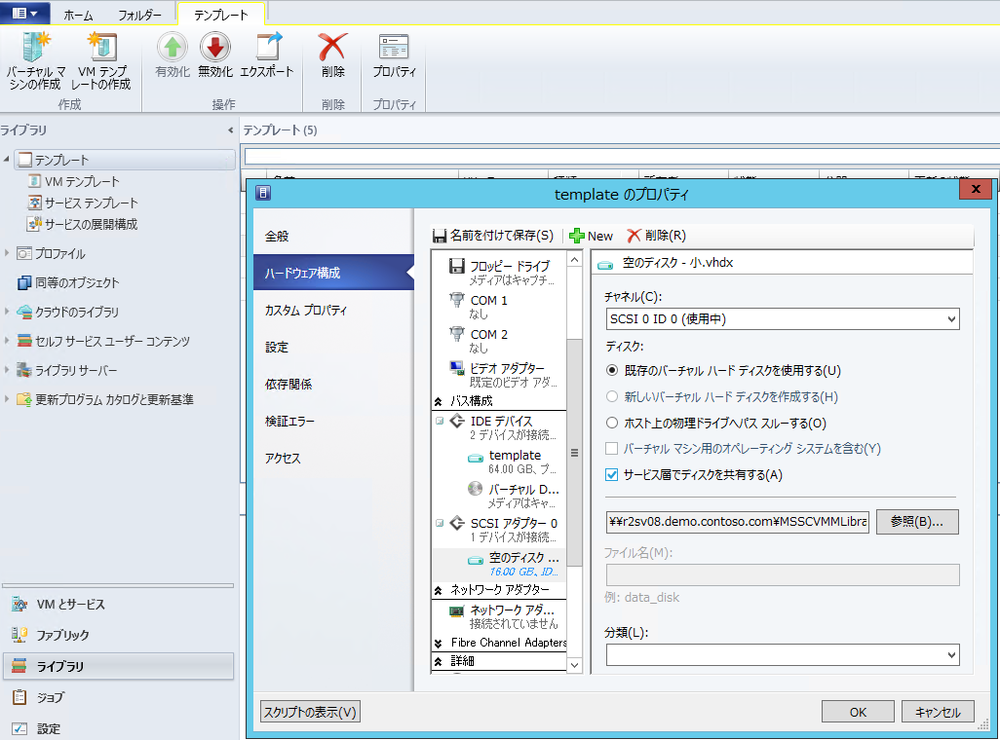 ホーム フォルダー テンプレート
バーチャル マシンの作成
VM テンプレートの作成
有効化 無効化 エクスポート
削除
プロパティ
作成 操作 削除 プロパティ
ライブラリ
テンプレート
VM テンプレート
サービス テンプレート
サービスの展開構成
プロファイル
同等のオブジェクト
クラウドのライブラリ
セルフ サービス ユーザー コンテンツ
ライブラリ サーバー
更新プログラム カタログと更新基準
VM とサービス
ファブリック
ライブラリ
ジョブ
設定
テンプレート (5)
template のプロパティ
全般
ハードウェア構成
カスタム プロパティ
設定
依存関係
検証エラー
アクセス
名前を付けて保存(S) New 削除(R)
フロッピー ドライブ
メディアはキャプチ...
COM 1
なし
COM 2
なし
ビデオ アダプター
既定のビデオ アダ...
バス構成
IDE デバイス
2 デバイスが接続...
template
64.00 GB、プ...
バーチャル D...
メディアはキャ...
SCSI アダプター 0
1 デバイスが接続...
空のディスク ...
16.00 GB、ID...
ネットワーク アダプター
ネットワーク アダ...
接続されていません
Fibre Channel Adapters
詳細
空のディスク - 小.vhdx
チャネル(C):
SCSI 0 ID 0 (使用中)
ディスク:
既存のバーチャル ハード ディスクを使用する(U)
新しいバーチャル ハード ディスクを作成する(H)
ホスト上の物理ドライブへパス スルーする(O)
バーチャル マシン用のオペレーティング システムを含む(Y)
サービス層でディスクを共有する(A)
¥¥r2sv08.demo.contoso.com¥MSSCVMMLibra
参照(B)...
ファイル名(M):
例: data_disk
分類(L):
スクリプトの表示(V)
OK
キャンセル